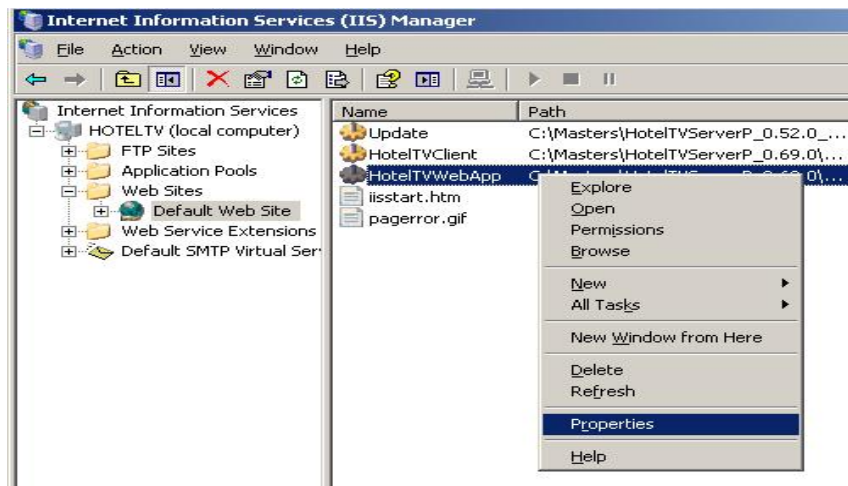 Internet Information Services (IIS) Manager
File Action View Window Help
Internet Information Services
HOTELTV (local computer)
FTP Sites
Application Pools
Web Sites
Default Web Site
Web Service Extensions
Default SMTP Virtual Ser
Name Path
Update C:\Masters\HotelTVServerP_0.52.0_...
HotelTVClient C:\Masters\HotelTVServerP_0.69.0\...
HotelTVWebApp
iisstart.htm
pagerror.gif
Explore
Open
Permissions
Browse
New
All Tasks
New Window from Here
Delete
Refresh
Properties
Help